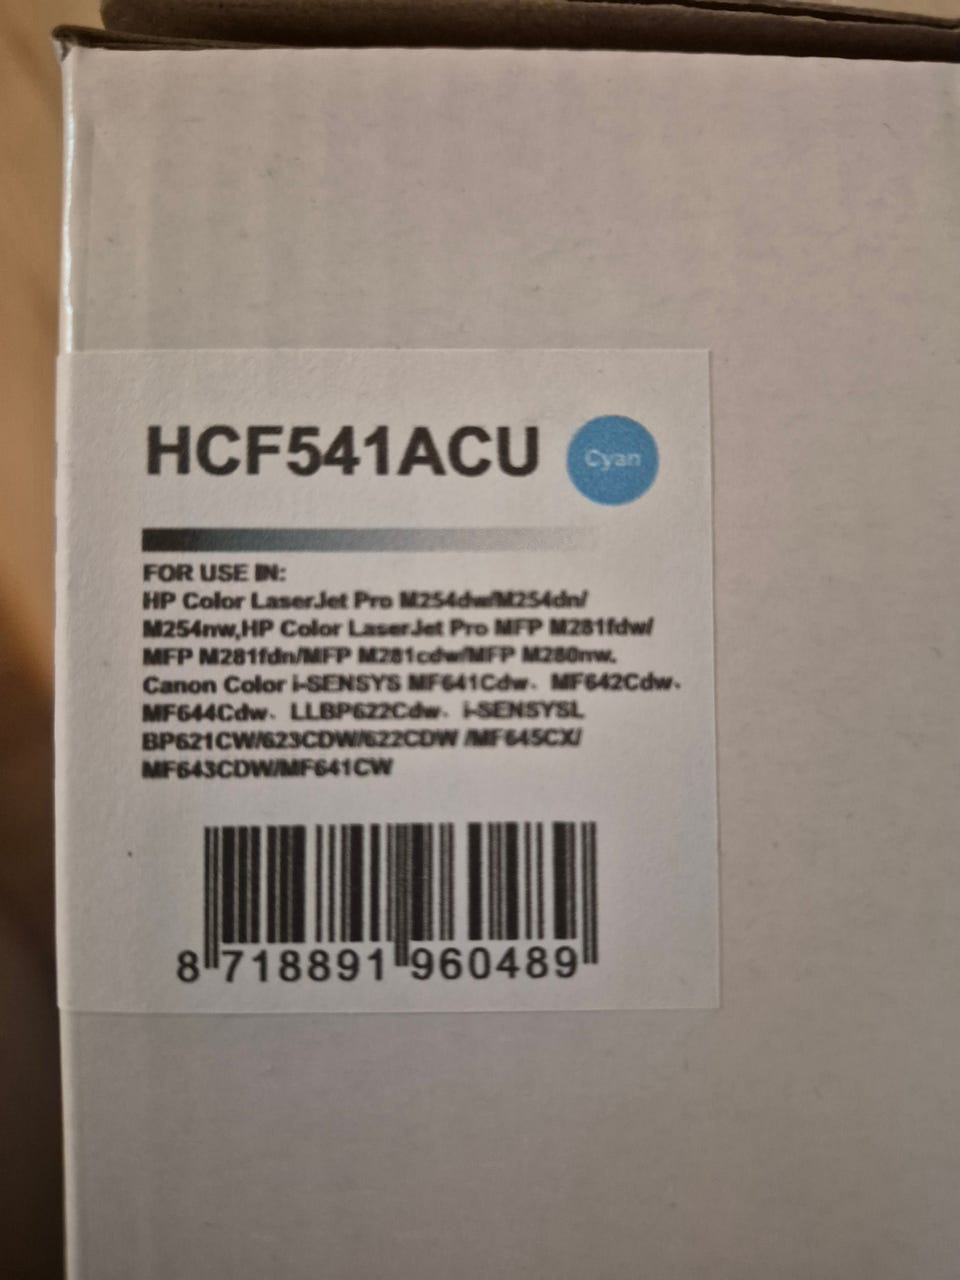 HCF541ACU
Cyan
FOR USE IN:
HP Color LaserJet Pro M254dw/M254dn/
M254nw,HP Color LaserJet Pro MFP M281fdw/
MFP M281fdn/MFP M281cdw/MFP M280nw.
Canon Color i-SENSYS MF641Cdw、MF642Cdw、
MF644Cdw、LLBP622Cdw、i-SENSYSL
BP621CW/623CDW/622CDW /MF645CX/
MF643CDW/MF641CW
8 718891 960489